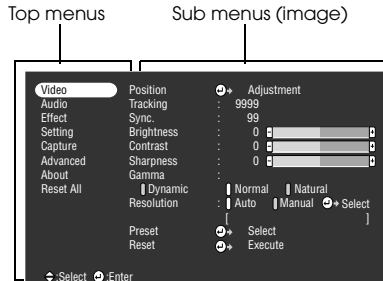 Top menus Sub menus (image)
Video Position Adjustment
Audio Tracking : 9999
Effect Sync. : 99
Setting Brightness : 0 - +
Capture Contrast : 0 - +
Advanced Sharpness : 0 - +
About Gamma :
Reset All Dynamic Normal Natural
Resolution : Auto Manual Select
[ ]
Preset Select
Reset Execute
:Select :Enter